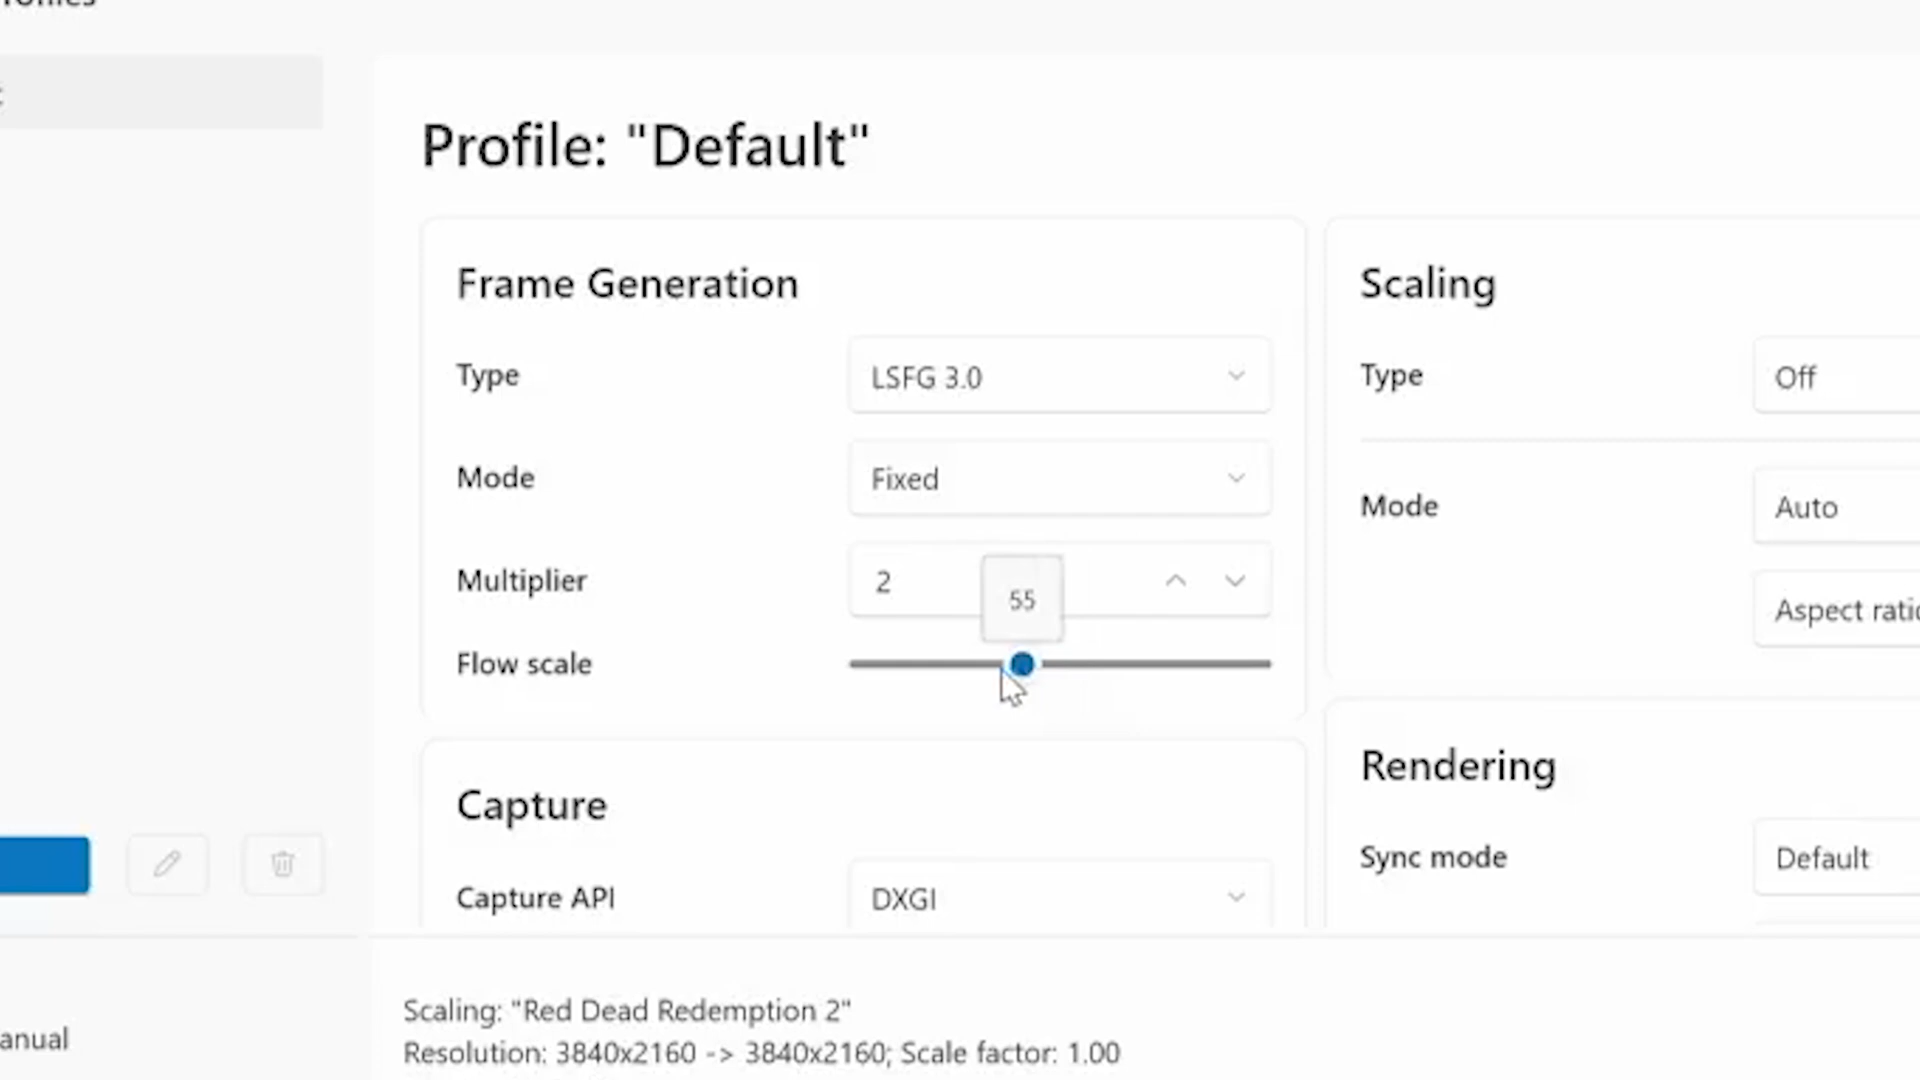 Profile: "Default"
Frame Generation
Type
LSFG 3.0
Mode
Fixed
Multiplier
2
55
Flow scale
Capture
Capture API
DXGI
Scaling
Type
Off
Mode
Auto
Aspect ratio
Rendering
Sync mode
Default
anual
Scaling: "Red Dead Redemption 2"
Resolution: 3840x2160 -> 3840x2160; Scale factor: 1.00